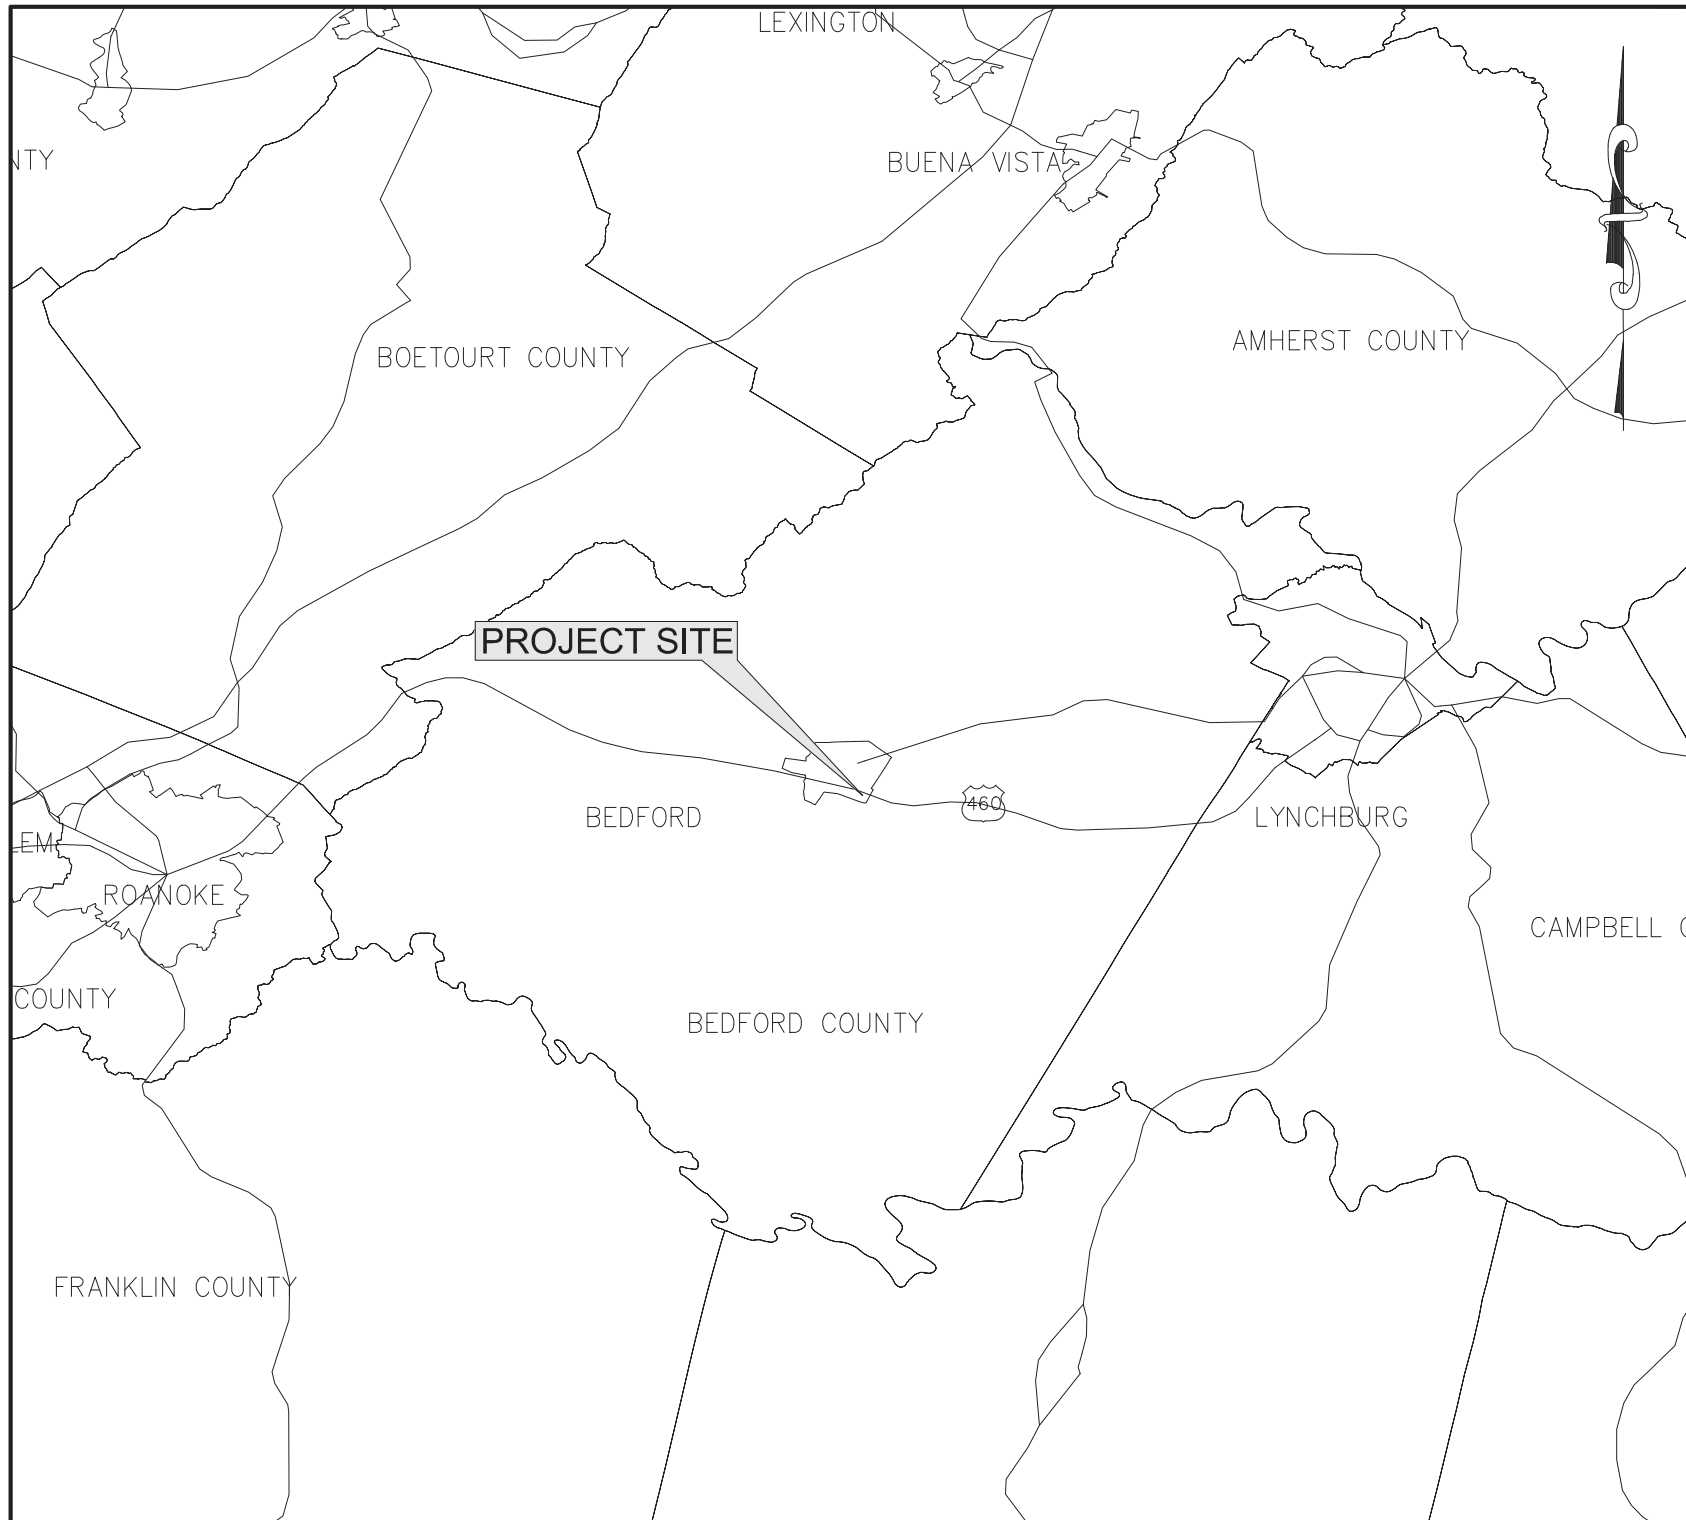 LEXINGTON
NTY
BUENA VISTA
AMHERST COUNTY
BOETOURT COUNTY
PROJECT SITE
460
BEDFORD
LYNCHBURG
LEM
ROANOKE
CAMPBELL C
COUNTY
BEDFORD COUNTY
FRANKLIN COUNTY